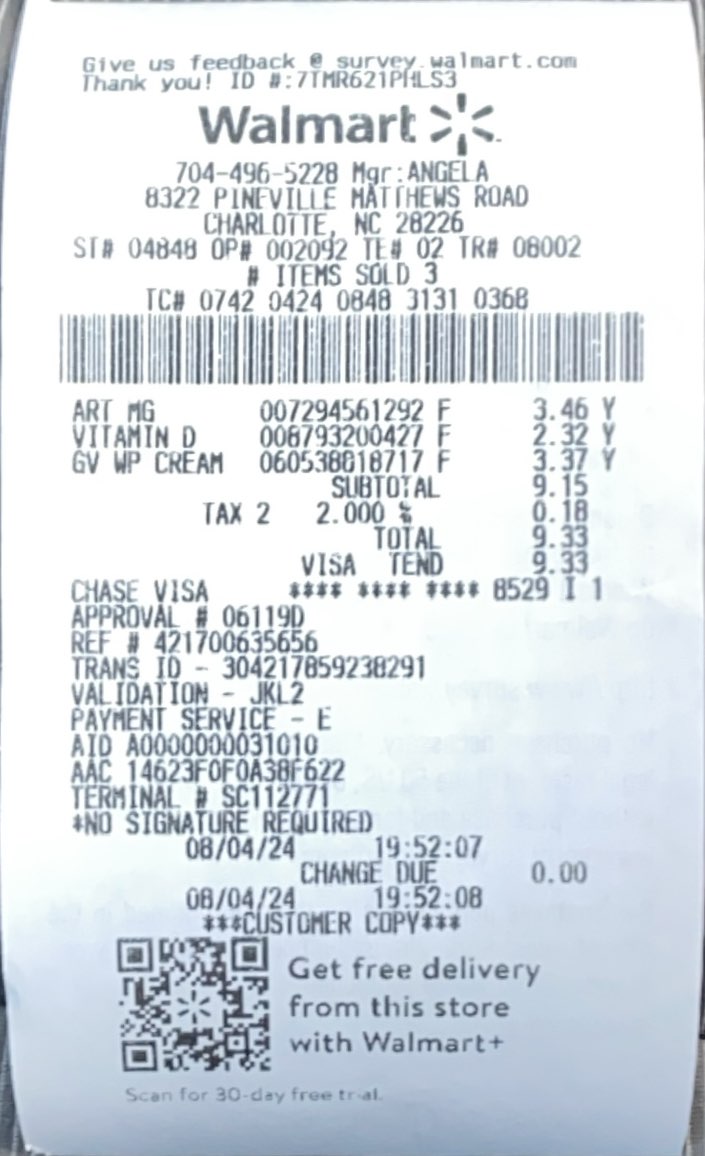 Give us feedback @ survey.walmart.com
Thank you! ID #:7TMR621PHLS3
Walmart
704-496-5228 Mgr:ANGELA
8322 PINEVILLE MATTHEWS ROAD
CHARLOTTE, NC 28226
ST# 04848 OP# 002092 TE# 02 TR# 08002
# ITEMS SOLD 3
TC# 0742 0424 0848 3131 0368
ART MG 007294561292 F 3.46 Y
VITAMIN D 008793200427 F 2.32 Y
GV WP CREAM 060538818717 F 3.37 Y
SUBTOTAL 9.15
TAX 2 2.000 % 0.18
TOTAL 9.33
VISA TEND 9.33
CHASE VISA **** **** **** 8529 I 1
APPROVAL # 06119D
REF # 421700635656
TRANS ID - 304217859238291
VALIDATION - JKL2
PAYMENT SERVICE - E
AID A0000000031010
AAC 14623F0F0A38F622
TERMINAL # SC112771
*NO SIGNATURE REQUIRED
08/04/24 19:52:07
CHANGE DUE 0.00
08/04/24 19:52:08
***CUSTOMER COPY***
Get free delivery
from this store
with Walmart+
Scan for 30-day free trial.